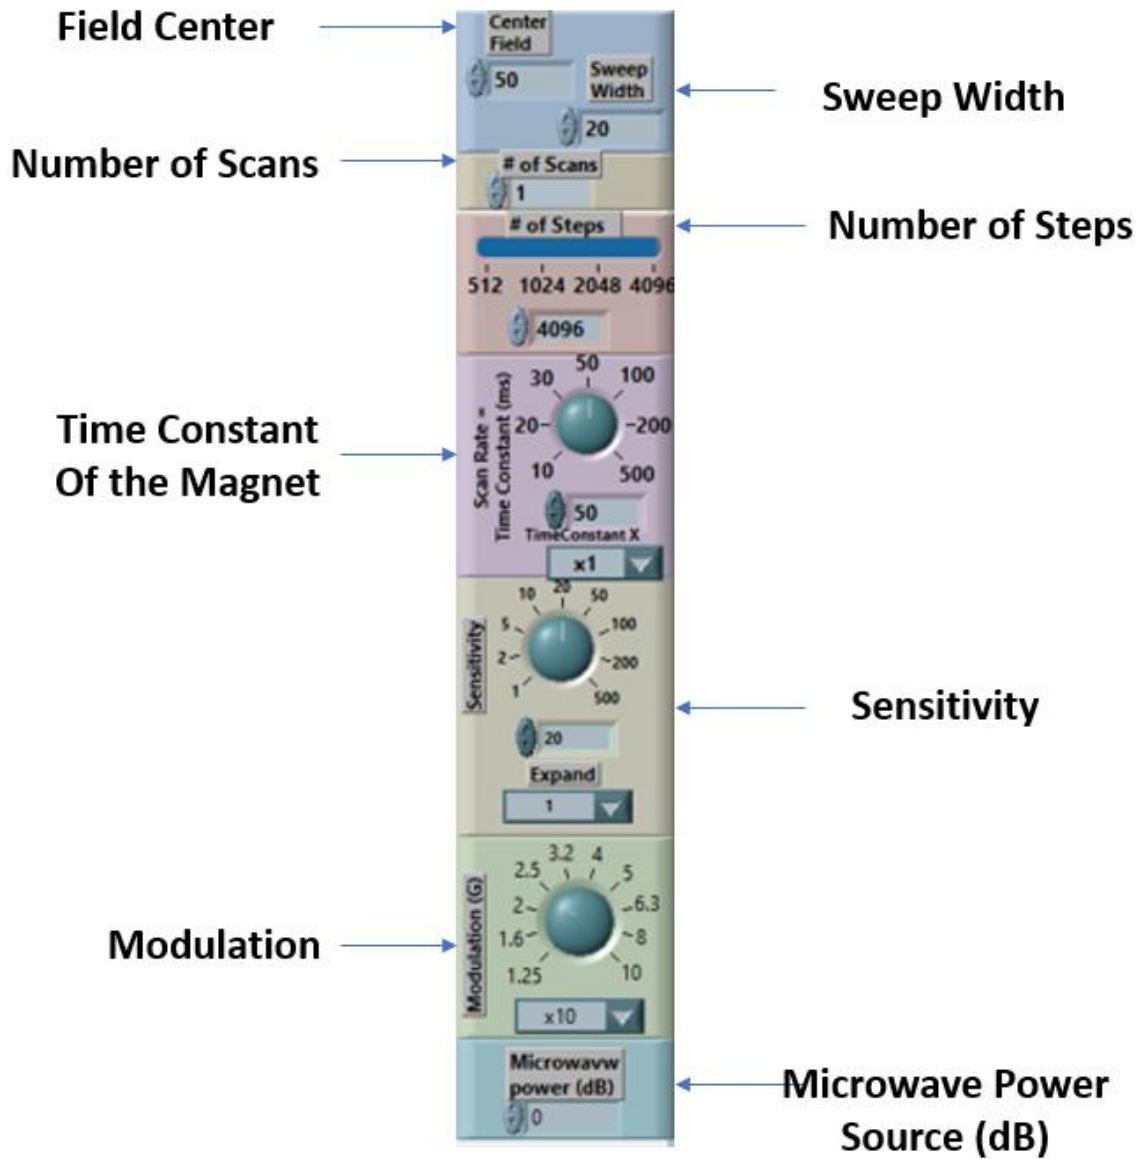 Field Center
Center
Field
50
Sweep
Width
Sweep Width
20
Number of Scans
# of Scans
1
# of Steps
Number of Steps
512 1024 2048 4096
4096
Time Constant
Of the Magnet
Scan Rate =
Time Constant (ms)
10
20
30
50
100
200
500
50
TimeConstant X
x1
Sensitivity
1
2
5
10
20
50
100
200
500
Sensitivity
20
Expand
1
Modulation
Modulation (G)
1.25
1.6
2
2.5
3.2
4
5
6.3
8
10
x10
Microwavw
power (dB)
0
Microwave Power
Source (dB)